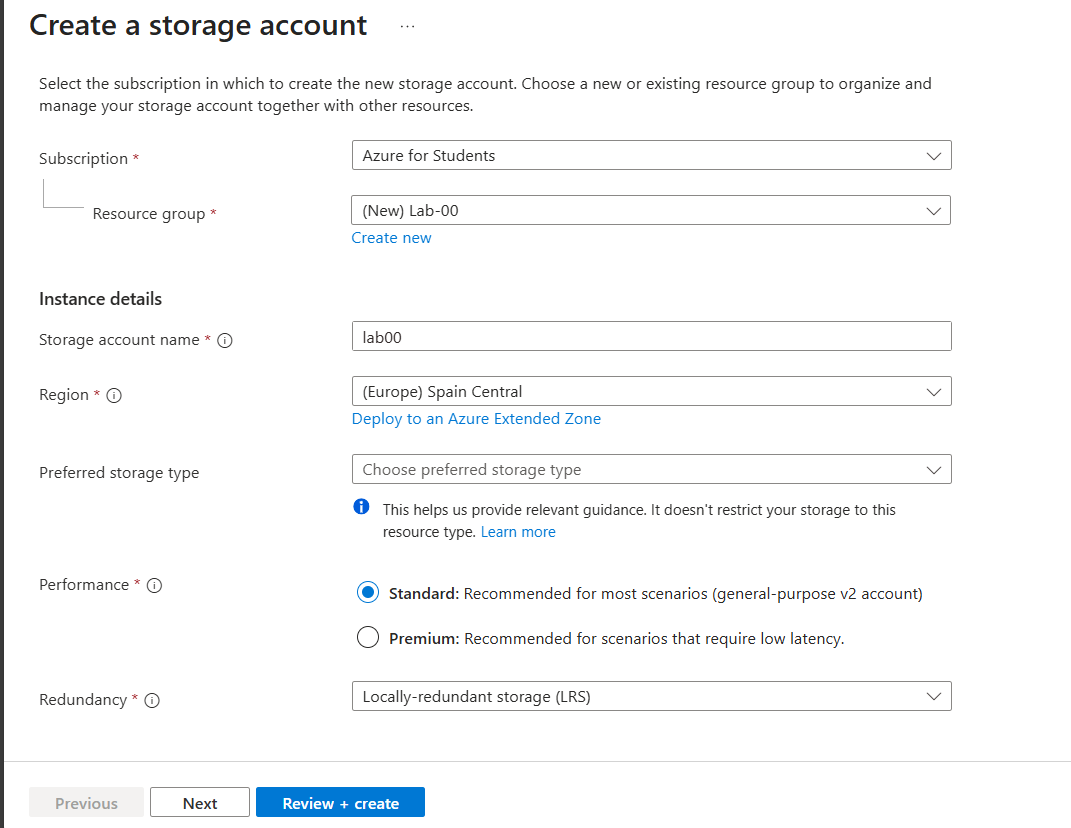 Create a storage account ...
Select the subscription in which to create the new storage account. Choose a new or existing resource group to organize and
manage your storage account together with other resources.
Subscription * Azure for Students
Resource group * (New) Lab-00
Create new
Instance details
Storage account name * lab00
Region * (Europe) Spain Central
Deploy to an Azure Extended Zone
Preferred storage type Choose preferred storage type
This helps us provide relevant guidance. It doesn't restrict your storage to this
resource type. Learn more
Performance * Standard: Recommended for most scenarios (general-purpose v2 account)
Premium: Recommended for scenarios that require low latency.
Redundancy * Locally-redundant storage (LRS)
Previous Next Review + create